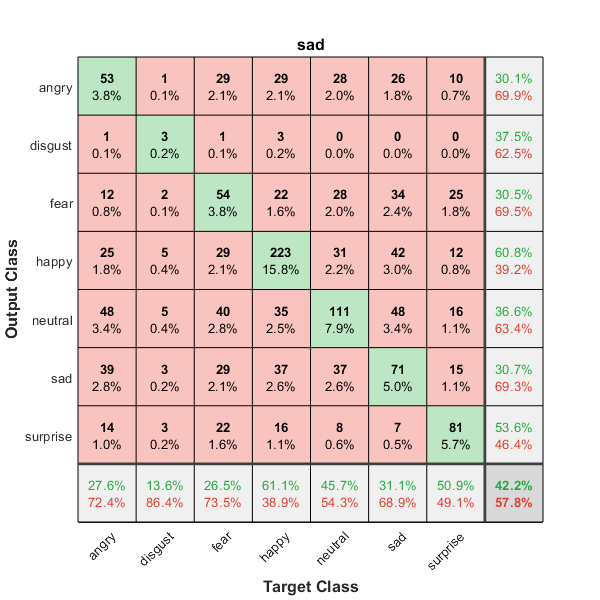 sad
angry 53 1 29 29 28 26 10 30.1%
3.8% 0.1% 2.1% 2.1% 2.0% 1.8% 0.7% 69.9%
disgust 1 3 1 3 0 0 0 37.5%
0.1% 0.2% 0.1% 0.2% 0.0% 0.0% 0.0% 62.5%
fear 12 2 54 22 28 34 25 30.5%
0.8% 0.1% 3.8% 1.6% 2.0% 2.4% 1.8% 69.5%
happy 25 5 29 223 31 42 12 60.8%
1.8% 0.4% 2.1% 15.8% 2.2% 3.0% 0.8% 39.2%
neutral 48 5 40 35 111 48 16 36.6%
3.4% 0.4% 2.8% 2.5% 7.9% 3.4% 1.1% 63.4%
sad 39 3 29 37 37 71 15 30.7%
2.8% 0.2% 2.1% 2.6% 2.6% 5.0% 1.1% 69.3%
surprise 14 3 22 16 8 7 81 53.6%
1.0% 0.2% 1.6% 1.1% 0.6% 0.5% 5.7% 46.4%
27.6% 13.6% 26.5% 61.1% 45.7% 31.1% 50.9% 42.2%
72.4% 86.4% 73.5% 38.9% 54.3% 68.9% 49.1% 57.8%
angry disgust fear happy neutral sad surprise
Target Class
Output Class